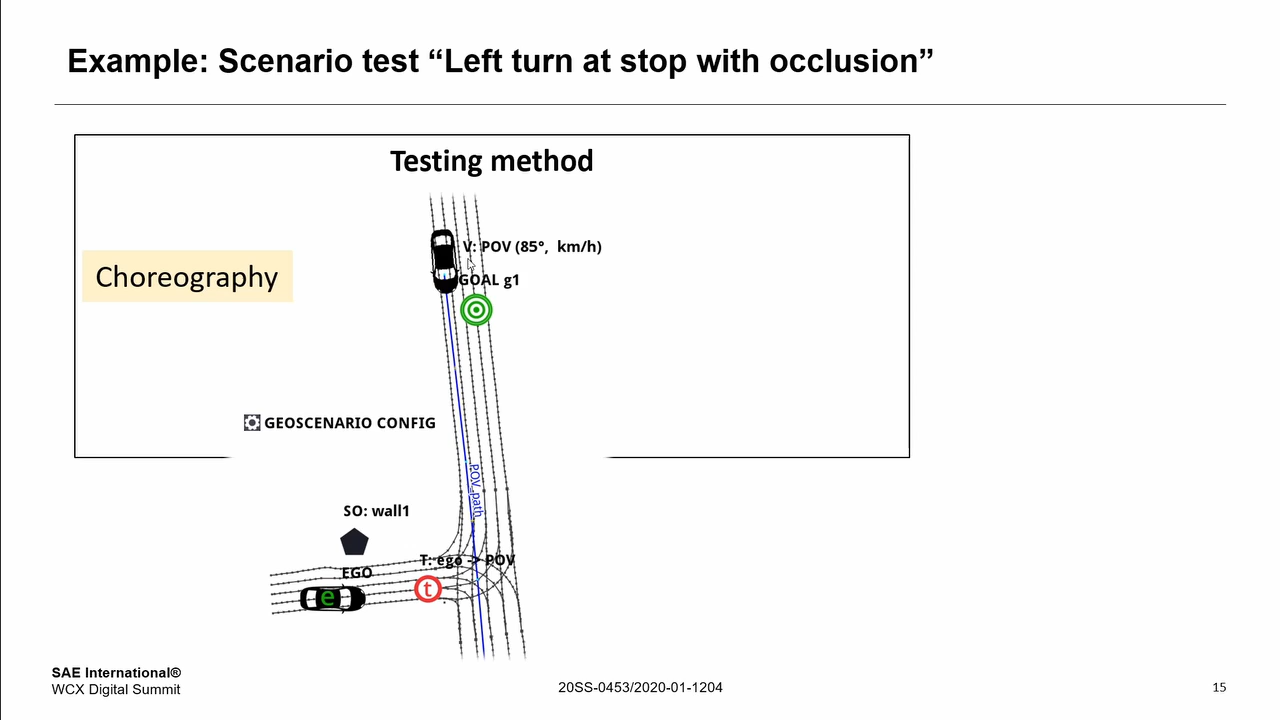 Example: Scenario test “Left turn at stop with occlusion”
Testing method
V: POV (85°, km/h)
Choreography
GOAL g1
GEOSCENARIO CONFIG
POV_path
SO: wall1
T: ego -> POV
EGO
e
t
SAE International®
WCX Digital Summit
20SS-0453/2020-01-1204
15